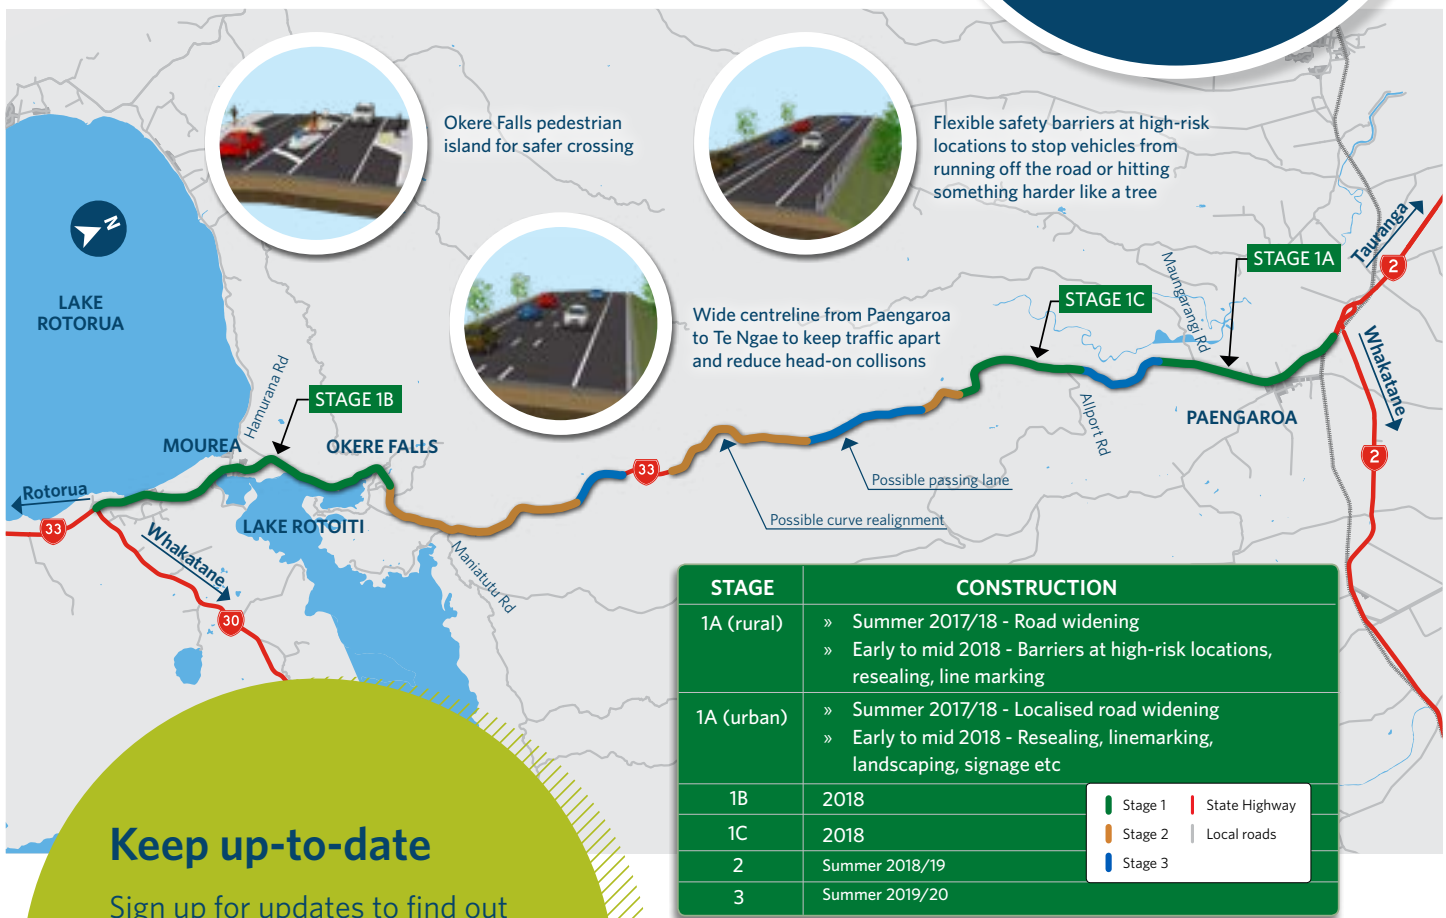 Okere Falls pedestrian
island for safer crossing
Flexible safety barriers at high-risk
locations to stop vehicles from
running off the road or hitting
something harder like a tree
Wide centreline from Paengaroa
to Te Ngae to keep traffic apart
and reduce head-on collisons
N
LAKE
ROTORUA
Hamurana Rd
STAGE 1B
MOUREA
OKERE FALLS
Rotorua
33
LAKE ROTOITI
Whakatane
30
Maniatutu Rd
33
Possible passing lane
Possible curve realignment
STAGE 1C
STAGE 1A
Maungarangi Rd
Allport Rd
PAENGAROA
Tauranga
2
Whakatane
2
STAGE CONSTRUCTION
1A (rural) » Summer 2017/18 - Road widening
» Early to mid 2018 - Barriers at high-risk locations,
resealing, line marking
1A (urban) » Summer 2017/18 - Localised road widening
» Early to mid 2018 - Resealing, linemarking,
landscaping, signage etc
1B 2018
1C 2018
2 Summer 2018/19
3 Summer 2019/20
Stage 1 State Highway
Stage 2 Local roads
Stage 3
Keep up-to-date
Sign up for updates to find out